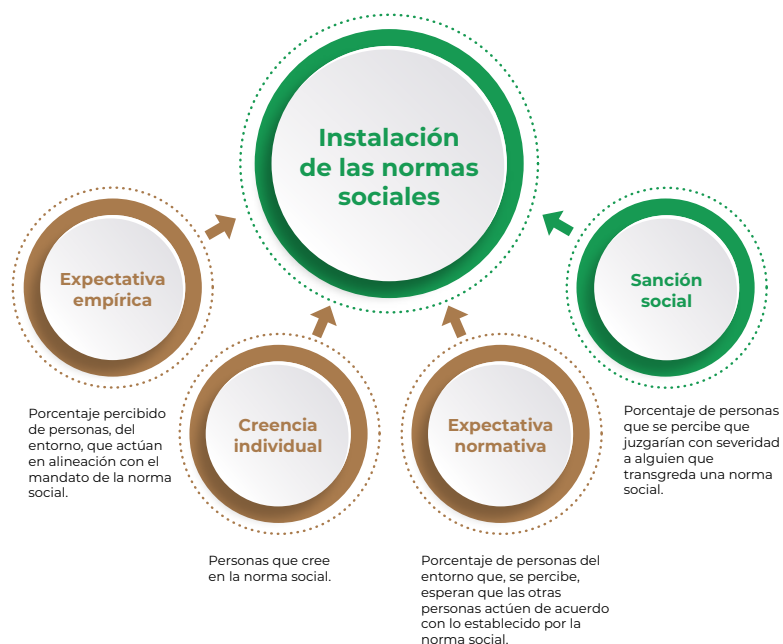 Instalación
de las normas
sociales
Expectativa
empírica
Sanción
social
Creencia
individual
Expectativa
normativa
Porcentaje percibido
de personas, del
entorno, que actúan
en alineación con el
mandato de la norma
social.
Porcentaje de personas
que se percibe que
juzgarían con severidad
a alguien que
transgreda una norma
social.
Personas que cree
en la norma social.
Porcentaje de personas del
entorno que, se percibe,
esperan que las otras
personas actúen de acuerdo
con lo establecido por la
norma social.